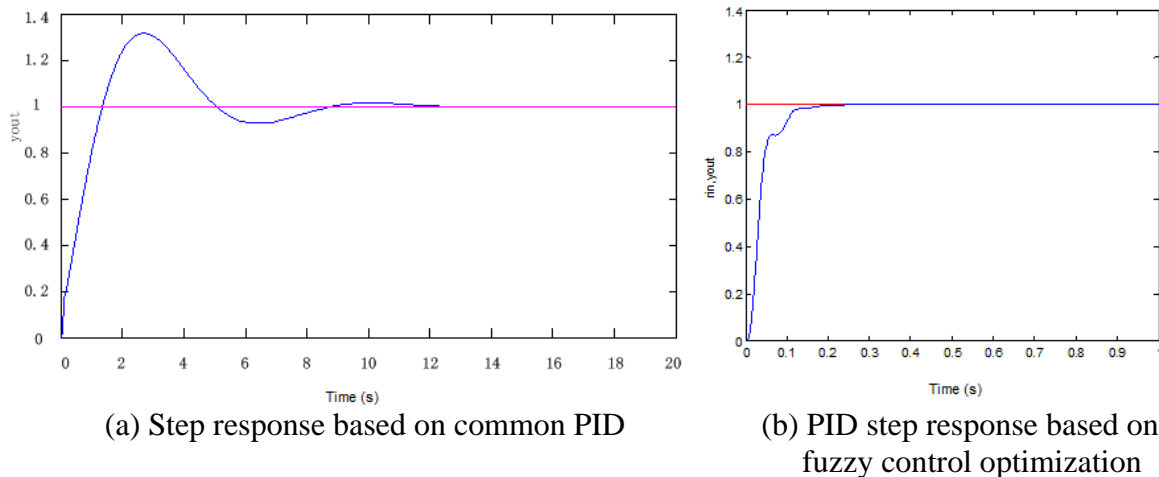 1.4
1.2
1
0.8
0.6
0.4
0.2
0
yout
0 2 4 6 8 10 12 14 16 18 20
Time (s)
(a) Step response based on common PID
1.4
1.2
1
0.8
0.6
0.4
0.2
0
rin,yout
0 0.1 0.2 0.3 0.4 0.5 0.6 0.7 0.8 0.9 1
Time (s)
(b) PID step response based on
fuzzy control optimization